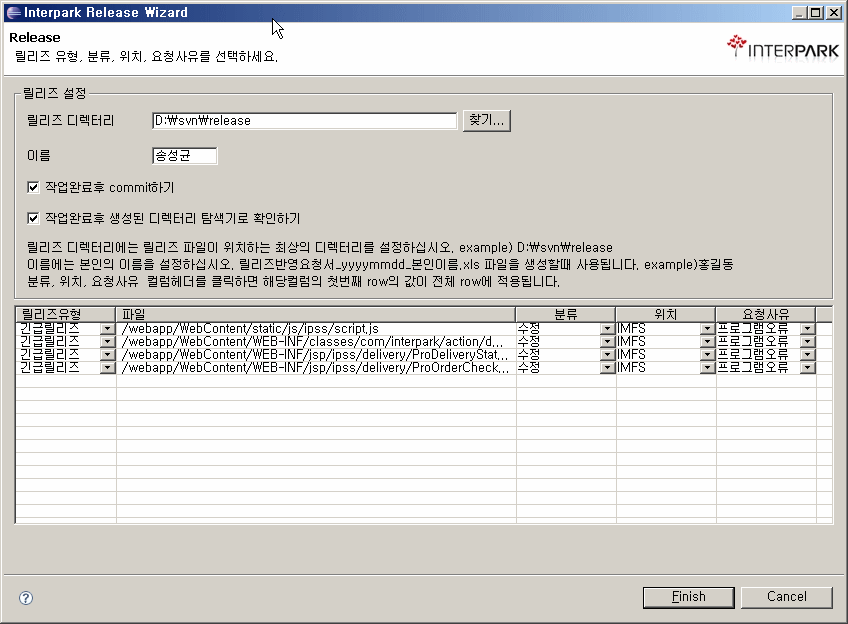 Interpark Release Wizard
Release
릴리즈 유형, 분류, 위치, 요청사유를 선택하세요.
INTERPARK
릴리즈 설정
릴리즈 디렉터리 D:₩svn₩release 찾기...
이름 송성균
작업완료후 commit하기
작업완료후 생성된 디렉터리 탐색기로 확인하기
릴리즈 디렉터리에는 릴리즈 파일이 위치하는 최상의 디렉터리를 설정하십시오. example) D:₩svn₩release
이름에는 본인의 이름을 설정하십시오. 릴리즈반영요청서_yyyymmdd_본인이름.xls 파일을 생성할때 사용됩니다. example)홍길동
분류, 위치, 요청사유 컬럼헤더를 클릭하면 해당컬럼의 첫번째 row의 값이 전체 row에 적용됩니다.
릴리즈유형 파일 분류 위치 요청사유
긴급릴리즈 /webapp/WebContent/static/js/ipss/script.js 수정 IMFS 프로그램오류
긴급릴리즈 /webapp/WebContent/WEB-INF/classes/com/interpark/action/d... 수정 IMFS 프로그램오류
긴급릴리즈 /webapp/WebContent/WEB-INF/jsp/ipss/delivery/ProDeliveryStat... 수정 IMFS 프로그램오류
긴급릴리즈 /webapp/WebContent/WEB-INF/jsp/ipss/delivery/ProOrderCheck... 수정 IMFS 프로그램오류
? Finish Cancel